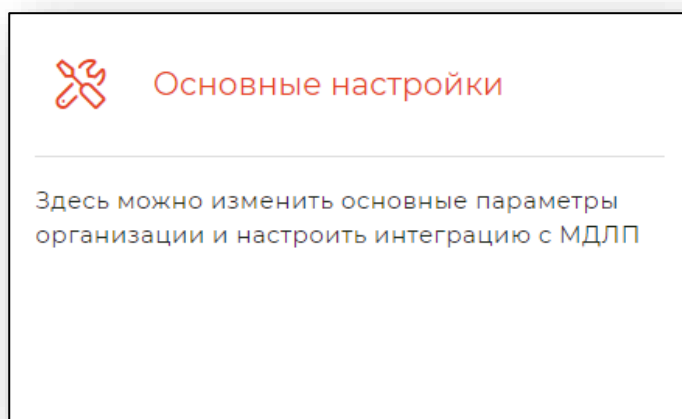 Основные настройки
Здесь можно изменить основные параметры
организации и настроить интеграцию с МДЛП